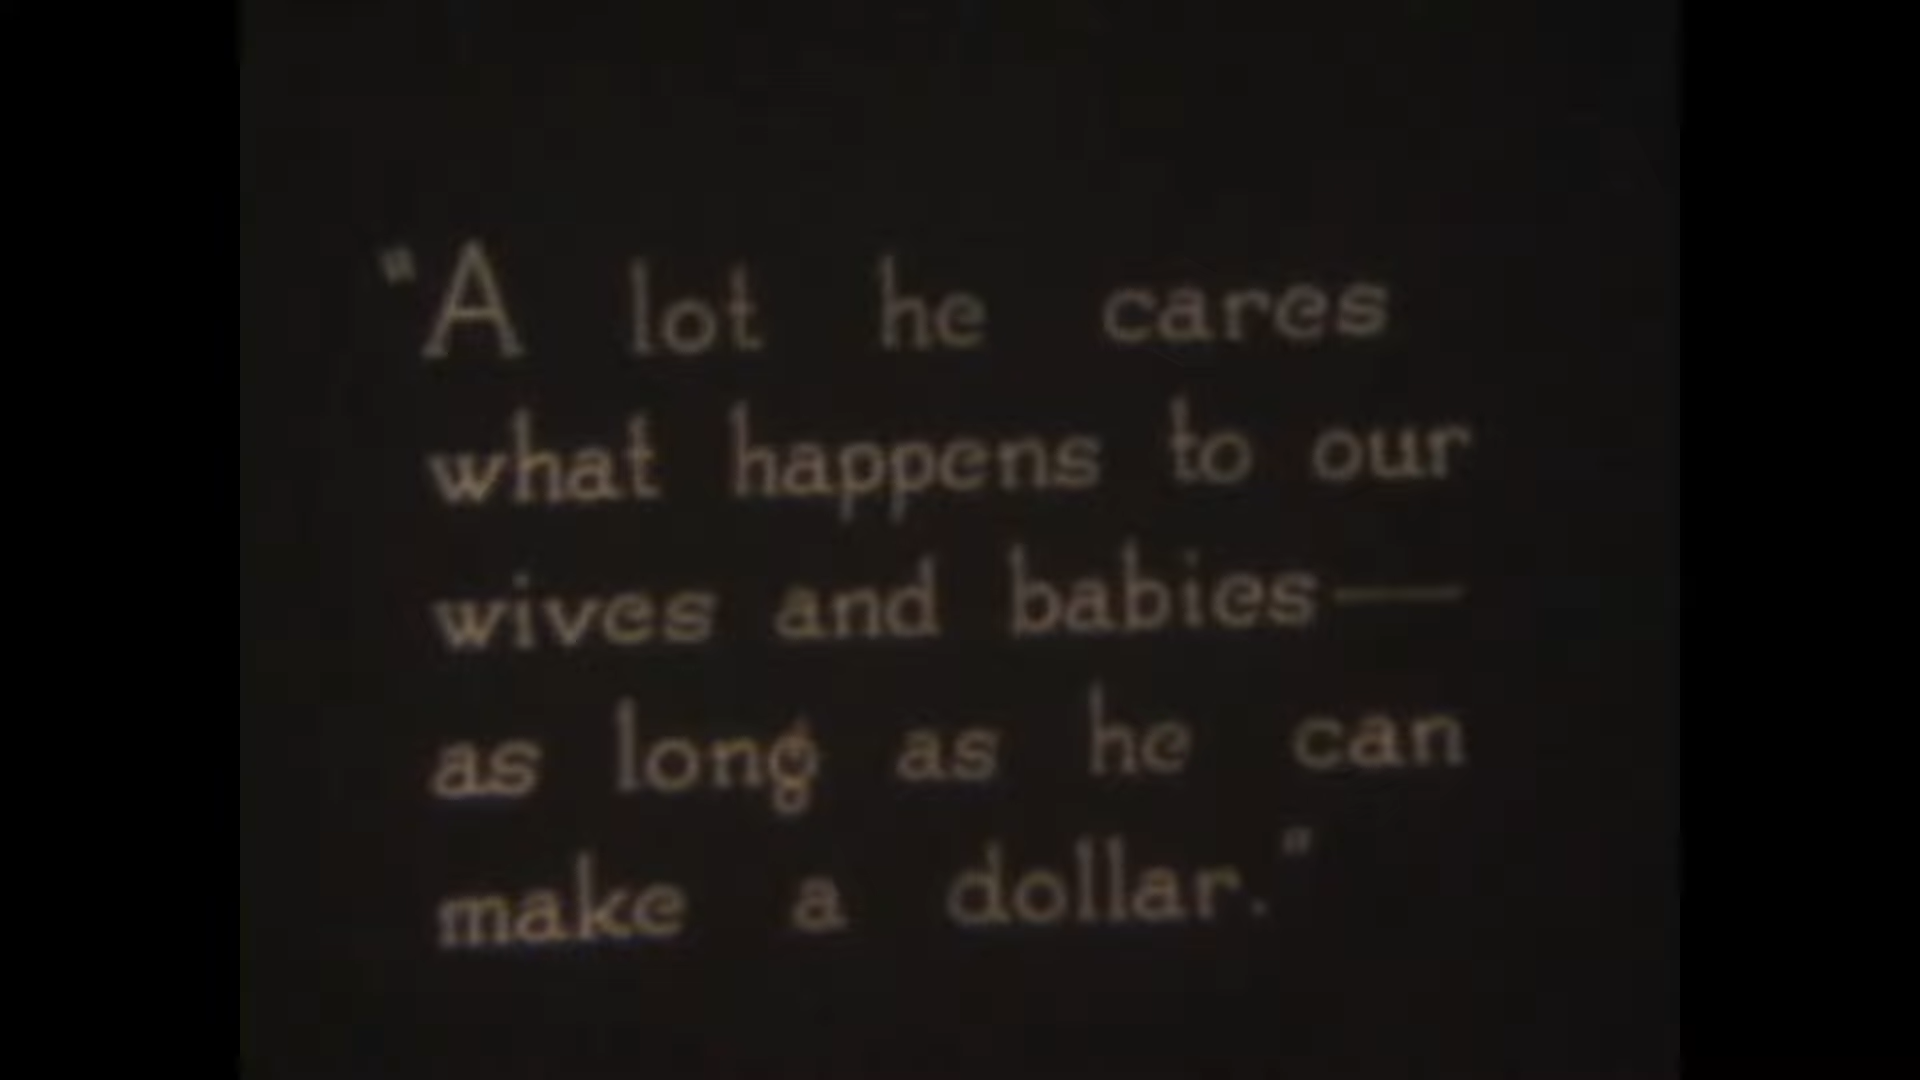 "A lot he cares
what happens to our
wives and babies—
as long as he can
make a dollar."